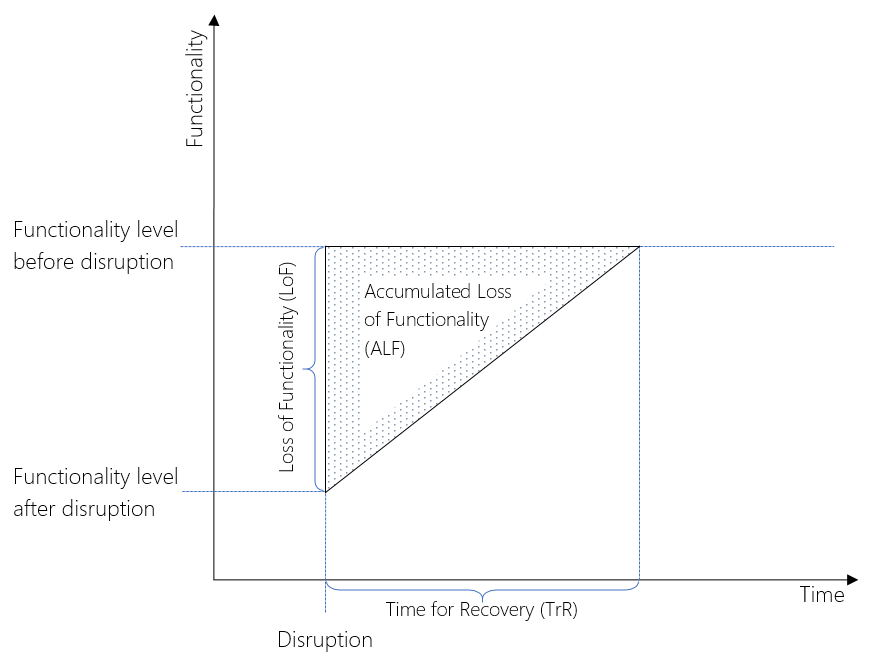 Functionality
Functionality level
before disruption
Loss of Functionality (LoF)
Accumulated Loss
of Functionality
(ALF)
Functionality level
after disruption
Time
Time for Recovery (TrR)
Disruption